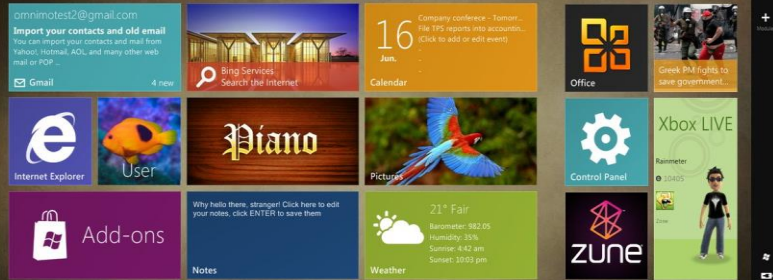 omnimotest2@gmail.com
Import your contacts and old email
You can import your contacts and mail from
Yahoo, Hotmail, AOL, and many other web
mail or POP ..
Gmail
4 new
Bing Services
Search the Internet
16
Jun.
Company conferece - Tomorr...
File TPS reports into accountin...
(Click to add or edit event)
Calendar
Office
Greek PM fights to
save government...
Internet Explorer
User
Piano
Pictures
Control Panel
Xbox LIVE
Rainmeter
10405
Add-ons
Why hello there, stranger! Click here to edit
your notes, click ENTER to save them
Notes
21° Fair
Barometer: 982.05
Humidity: 35%
Sunrise: 4:42 am
Sunset: 10:03 pm
Weather
ZUNE